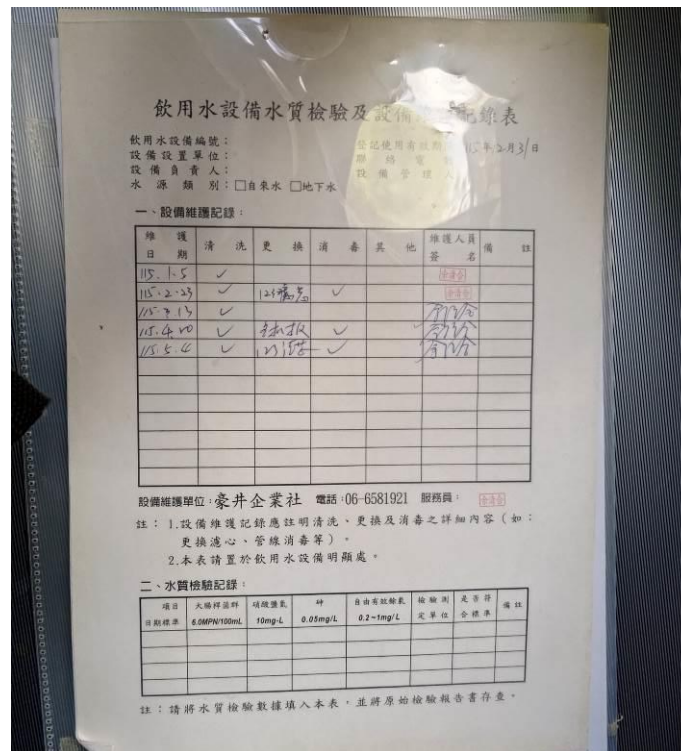 飲用水設備水質檢驗及設備 記錄表
飲用水設備編號：
登記使用有效期 115年2月31日
設備設置單位：
聯絡電
設備負責人：
設備管理人
水源類別：□自來水 □地下水
一、設備維護記錄：
維護日期 清洗 更換 消毒 其他 維護人員簽名 備註
115.1.5 ✓
115.2.23 ✓ 123 ✓
115. 13 ✓
115.4.20 ✓ ✓
115.5.4 ✓ ✓
設備維護單位：豪井企業社 電話：06-6581921 服務員：
註：1.設備維護記錄應註明清洗、更換及消毒之詳細內容（如：
更換濾心、管線消毒等）。
2.本表請置於飲用水設備明顯處。
二、水質檢驗記錄：
項目 大腸桿菌群 硝酸鹽氮 砷 自由有效餘氯 檢驗測定單位 是否符合標準 備註
日期標準 6.0MPN/100mL 10mg-L 0.05mg/L 0.2~1mg/L
註：請將水質檢驗數據填入本表，並將原始檢驗報告書存查。